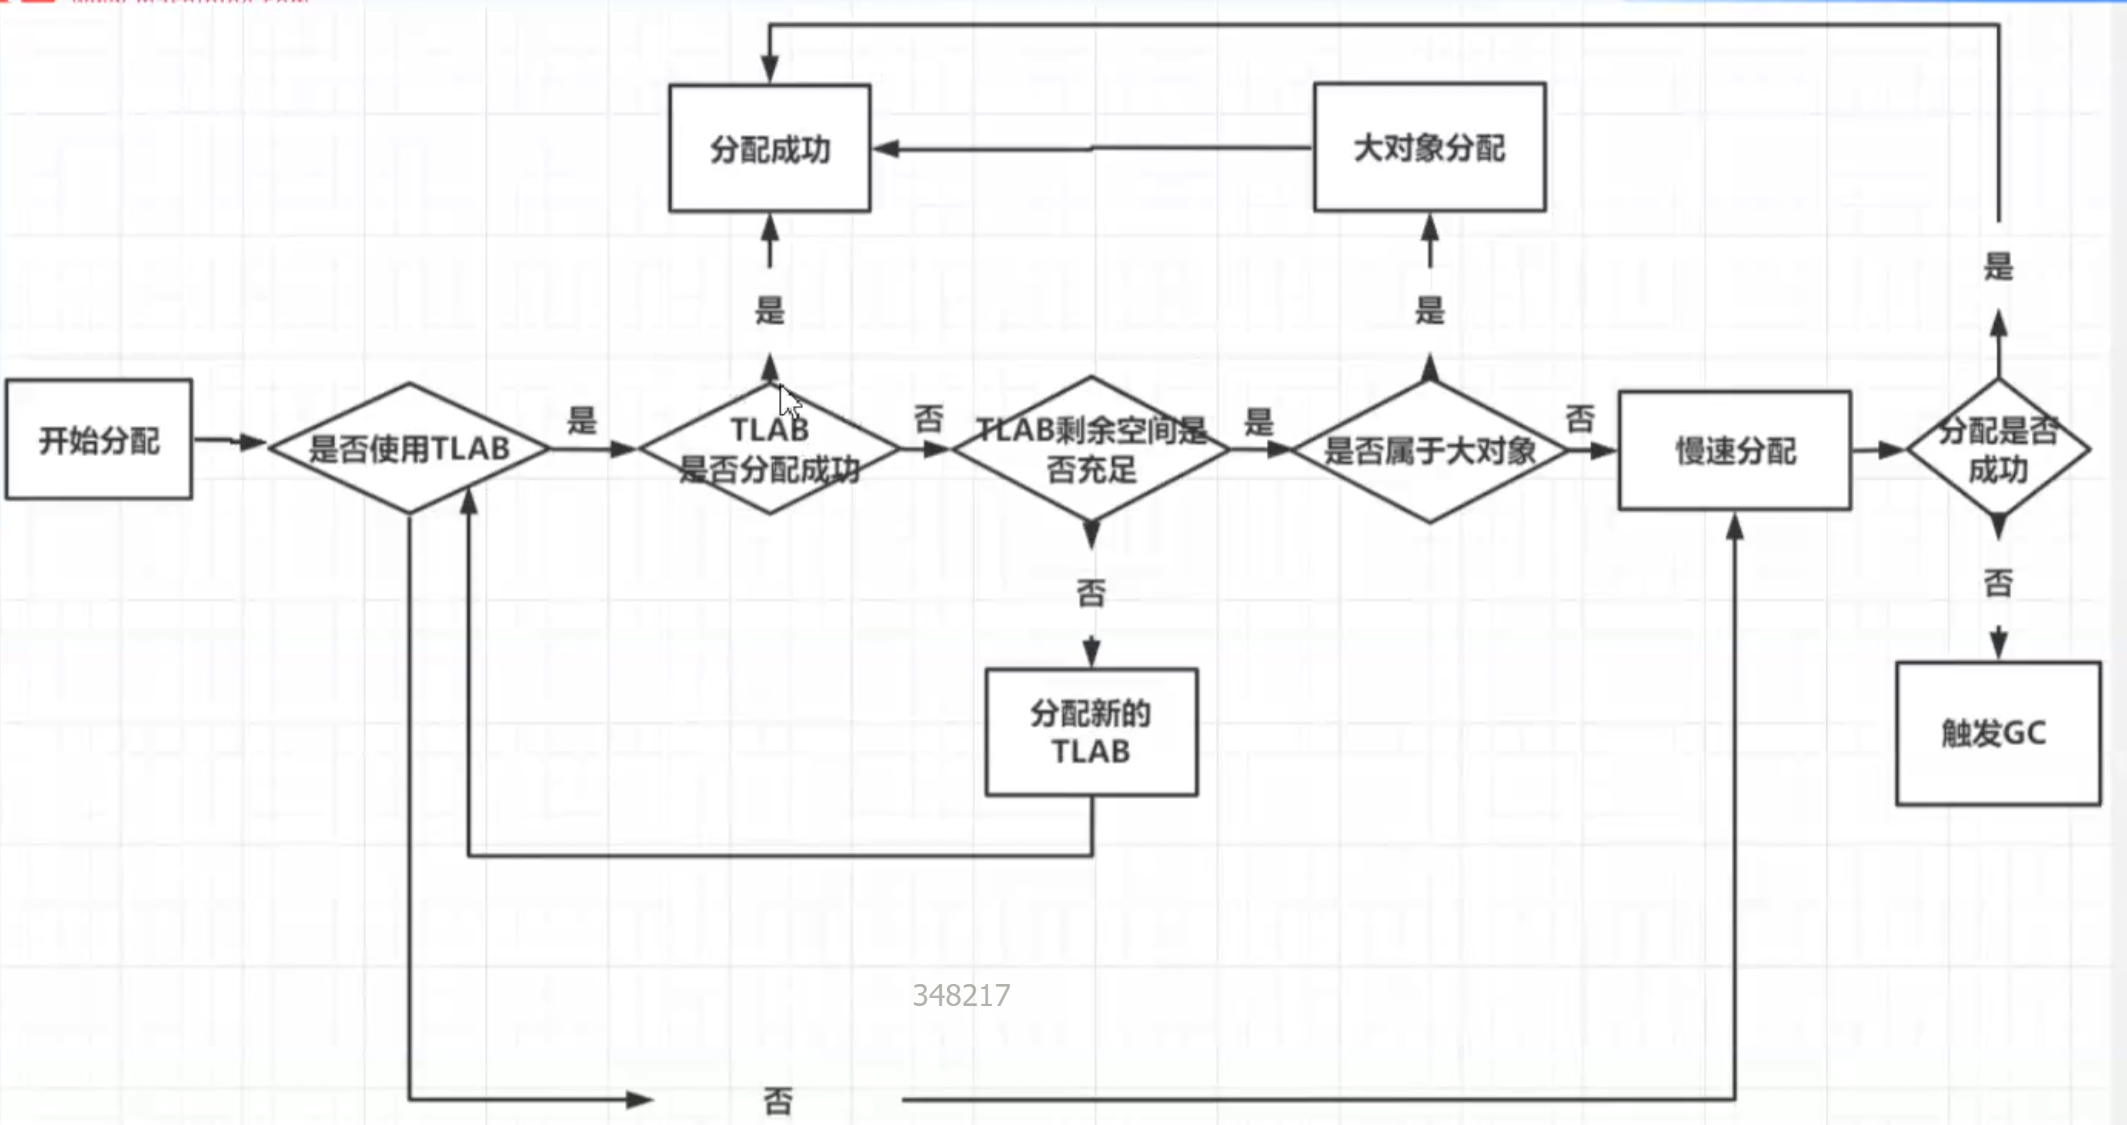 分配成功
大对象分配
是
是
是
开始分配
是否使用TLAB
是
TLAB
是否分配成功
否
TLAB剩余空间是
否充足
是
是否属于大对象
否
慢速分配
分配是否
成功
否
否
分配新的
TLAB
触发GC
348217
否